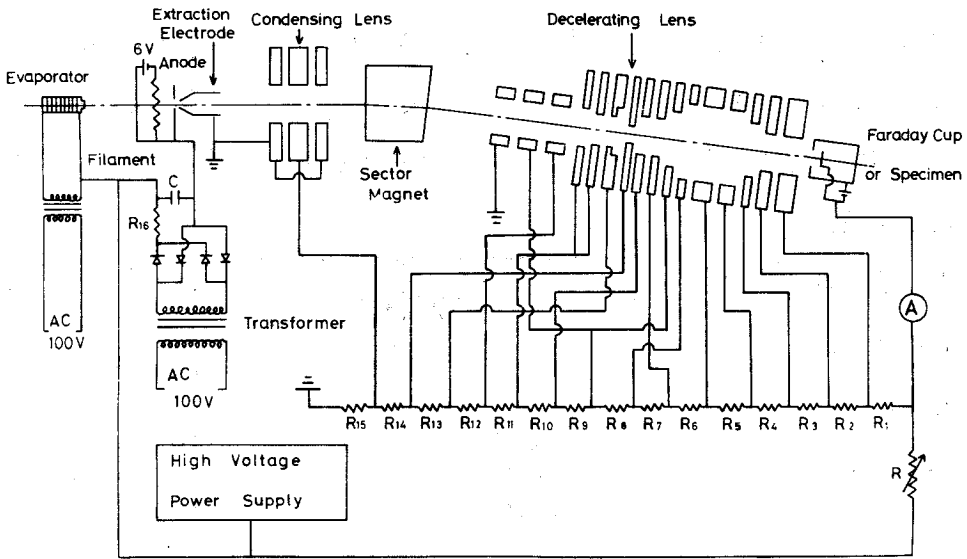 Extraction
Electrode
Condensing Lens
Decelerating Lens
6V
Anode
Evaporator
Filament
Sector
Magnet
Faraday Cup
or Specimen
C
R16
A
Transformer
AC
100V
AC
100V
R15 R14 R13 R12 R11 R10 R9 R8 R7 R6 R5 R4 R3 R2 R1
R
High Voltage
Power Supply